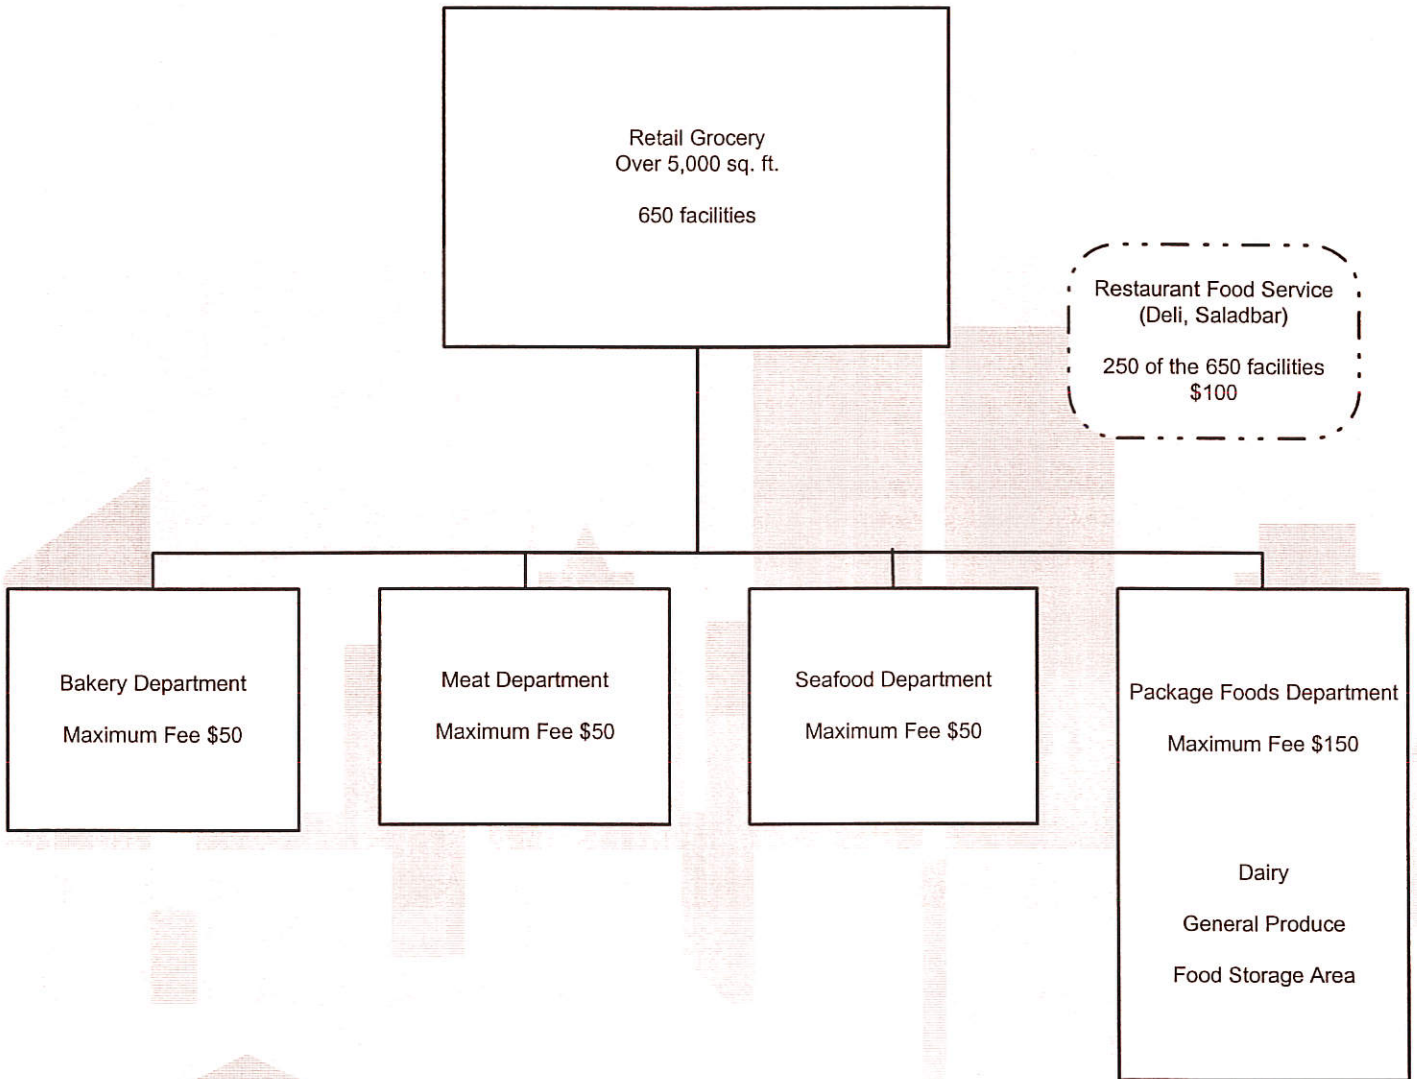 Retail Grocery
Over 5,000 sq. ft.
650 facilities
Restaurant Food Service
(Deli, Saladbar)
250 of the 650 facilities
$100
Bakery Department
Maximum Fee $50
Meat Department
Maximum Fee $50
Seafood Department
Maximum Fee $50
Package Foods Department
Maximum Fee $150
Dairy
General Produce
Food Storage Area